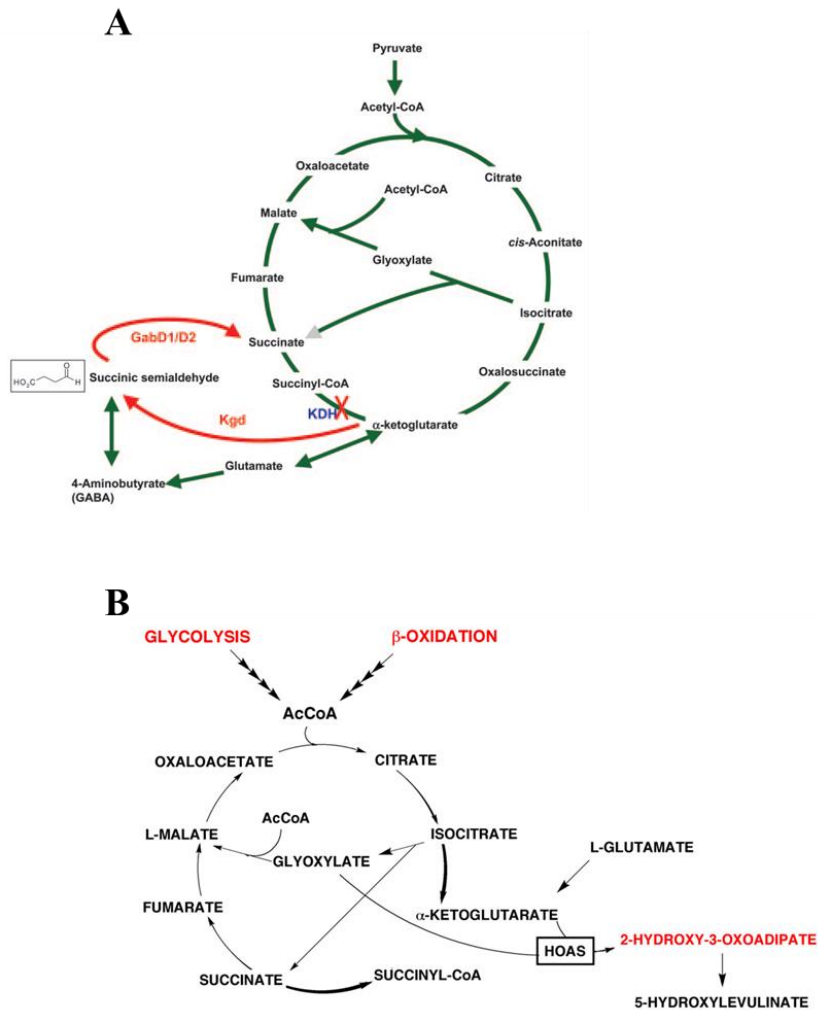 A
Pyruvate
Acetyl-CoA
Oxaloacetate
Citrate
Acetyl-CoA
Malate
cis-Aconitate
Glyoxylate
Fumarate
Isocitrate
GabD1/D2
Succinate
Oxalosuccinate
HO₂C
O
H
Succinic semialdehyde
Succinyl-CoA
KDH
Kgd
α-ketoglutarate
Glutamate
4-Aminobutyrate
(GABA)
B
GLYCOLYSIS
β-OXIDATION
AcCoA
OXALOACETATE
CITRATE
AcCoA
L-MALATE
ISOCITRATE
GLYOXYLATE
L-GLUTAMATE
FUMARATE
α-KETOGLUTARATE
HOAS
2-HYDROXY-3-OXOADIPATE
SUCCINATE
SUCCINYL-CoA
5-HYDROXYLEVULINATE